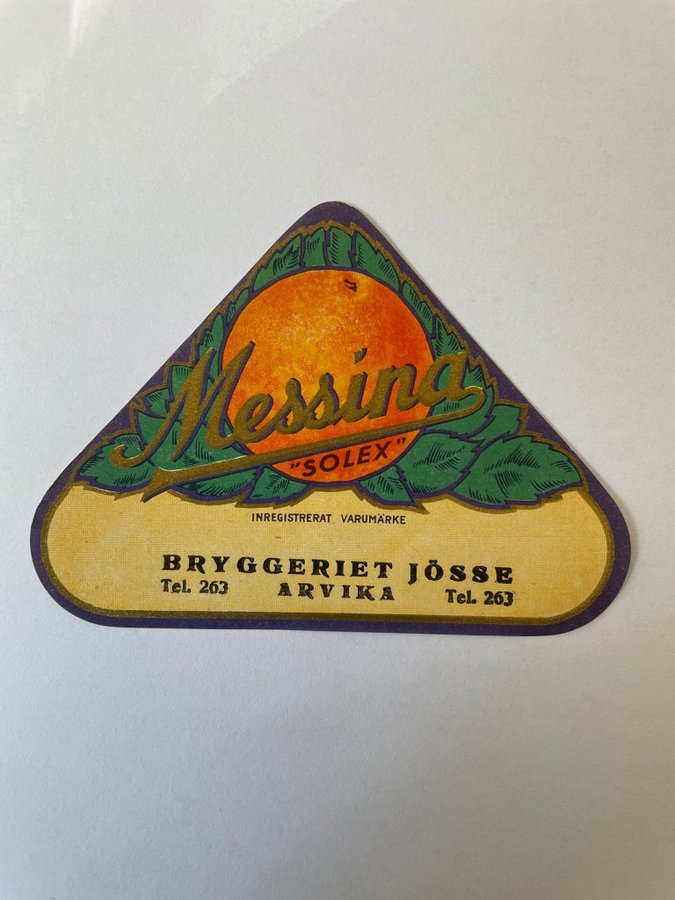 Messina
"SOLEX"
INREGISTRERAT VARUMÄRKE
BRYGGERIET JÖSSE
Tel. 263 ARVIKA Tel. 263